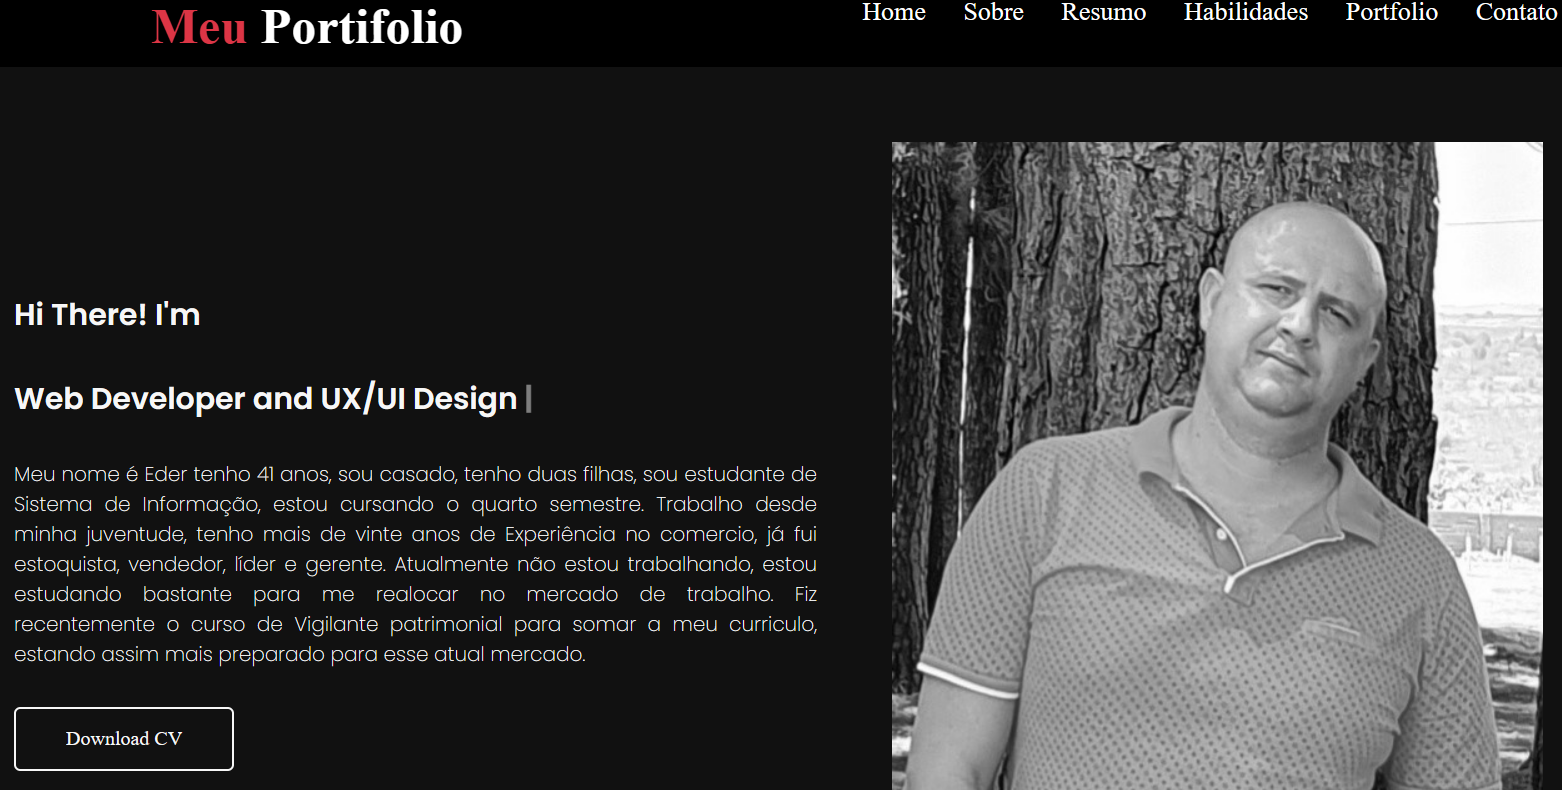 Meu Portifolio
Home Sobre Resumo Habilidades Portfolio Contato
Hi There! I'm
Web Developer and UX/UI Design |
Meu nome é Eder tenho 41 anos, sou casado, tenho duas filhas, sou estudante de
Sistema de Informação, estou cursando o quarto semestre. Trabalho desde
minha juventude, tenho mais de vinte anos de Experiência no comercio, já fui
estoquista, vendedor, líder e gerente. Atualmente não estou trabalhando, estou
estudando bastante para me realocar no mercado de trabalho. Fiz
recentemente o curso de Vigilante patrimonial para somar a meu curriculo,
estando assim mais preparado para esse atual mercado.
Download CV